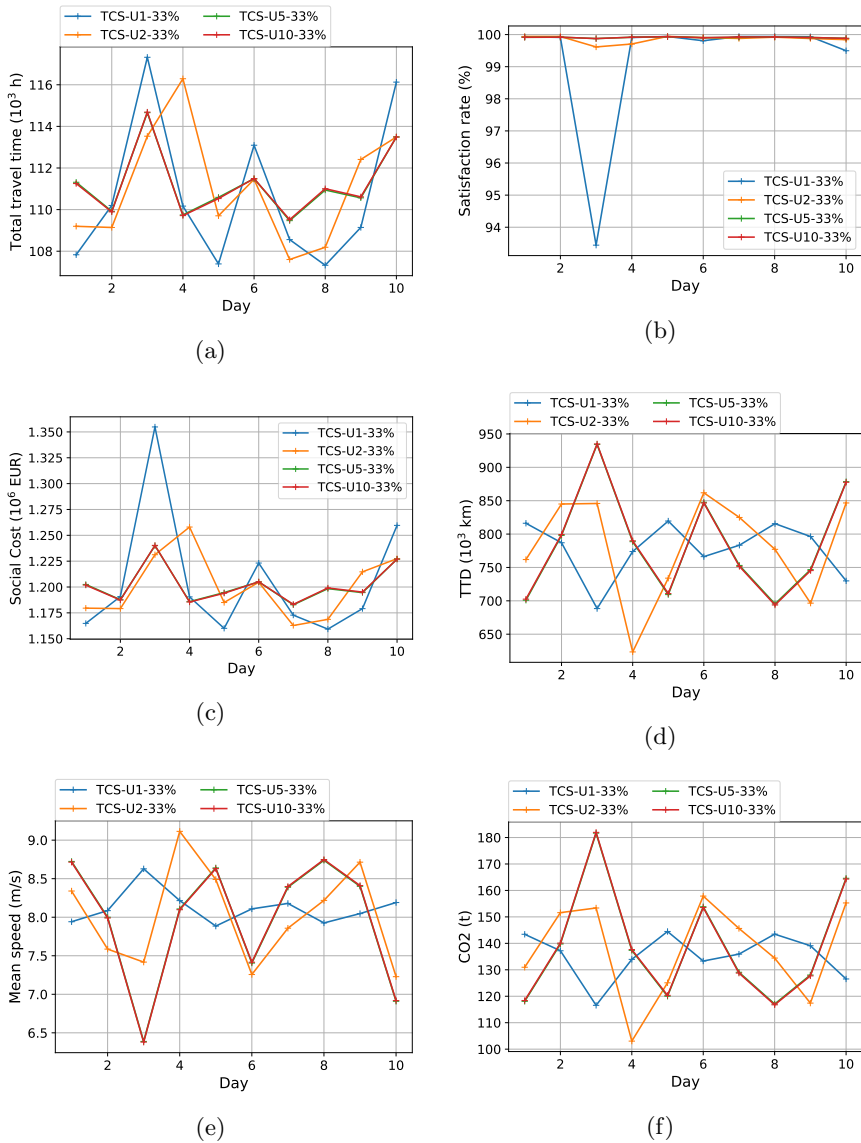 TCS-U1-33% TCS-U5-33%
TCS-U2-33% TCS-U10-33%
116
114
112
110
108
Total travel time (10³ h)
2 4 6 8 10
Day
(a)
100
99
98
97
96
95
94
Satisfaction rate (%)
TCS-U1-33%
TCS-U2-33%
TCS-U5-33%
TCS-U10-33%
2 4 6 8 10
Day
(b)
1.350
1.325
1.300
1.275
1.250
1.225
1.200
1.175
1.150
Social Cost (10⁶ EUR)
TCS-U1-33%
TCS-U2-33%
TCS-U5-33%
TCS-U10-33%
2 4 6 8 10
Day
(c)
TCS-U1-33% TCS-U5-33%
TCS-U2-33% TCS-U10-33%
950
900
850
800
750
700
650
TTD (10³ km)
2 4 6 8 10
Day
(d)
TCS-U1-33% TCS-U5-33%
TCS-U2-33% TCS-U10-33%
9.0
8.5
8.0
7.5
7.0
6.5
Mean speed (m/s)
2 4 6 8 10
Day
(e)
TCS-U1-33% TCS-U5-33%
TCS-U2-33% TCS-U10-33%
180
170
160
150
140
130
120
110
100
CO2 (t)
2 4 6 8 10
Day
(f)